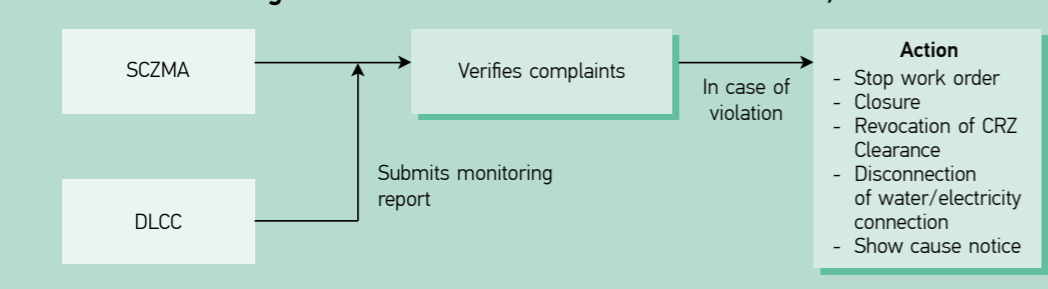 SCZMA
Verifies complaints
In case of
violation
Action
- Stop work order
- Closure
- Revocation of CRZ
Clearance
- Disconnection
of water/electricity
connection
- Show cause notice
Submits monitoring
report
DLCC